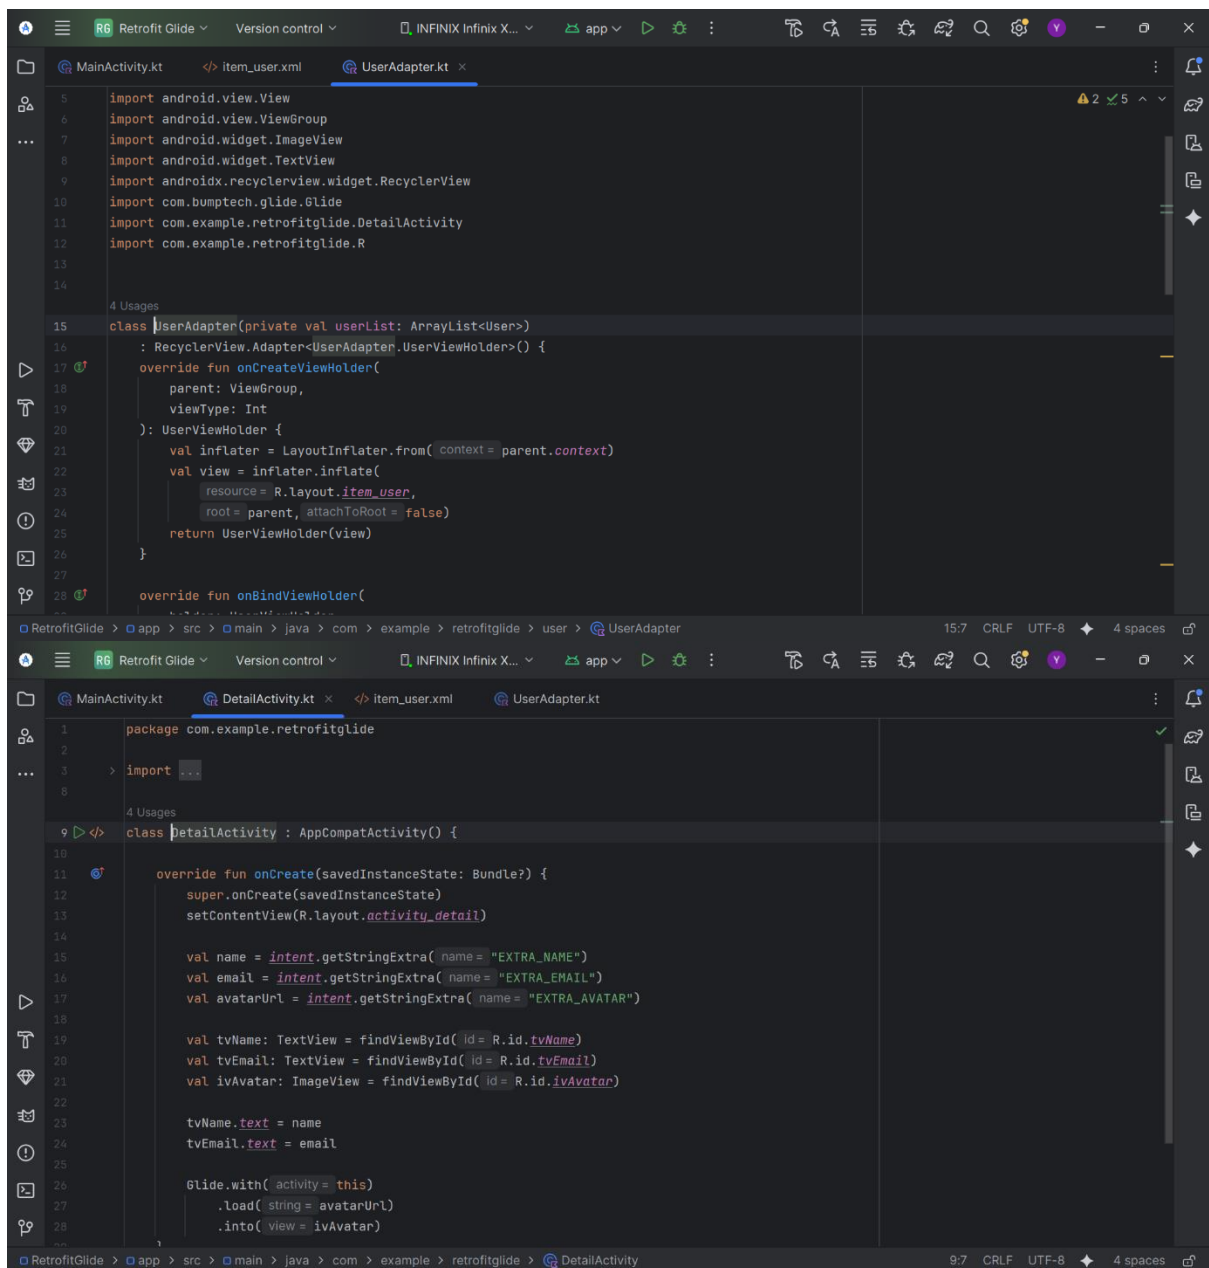 RG Retrofit Glide Version control INFINIX Infinix X... app Y
MainActivity.kt item_user.xml UserAdapter.kt
5 import android.view.View 2 5
6 import android.view.ViewGroup
7 import android.widget.ImageView
8 import android.widget.TextView
9 import androidx.recyclerview.widget.RecyclerView
10 import com.bumptech.glide.Glide
11 import com.example.retrofitglide.DetailActivity
12 import com.example.retrofitglide.R
13
14
4 Usages
15 class UserAdapter(private val userList: ArrayList<User>)
16 : RecyclerView.Adapter<UserAdapter.UserViewHolder>() {
17 override fun onCreateViewHolder(
18 parent: ViewGroup,
19 viewType: Int
20 ): UserViewHolder {
21 val inflater = LayoutInflater.from( context = parent.context)
22 val view = inflater.inflate(
23 resource = R.layout.item_user,
24 root = parent, attachToRoot = false)
25 return UserViewHolder(view)
26 }
27
28 override fun onBindViewHolder(
RetrofitGlide > app > src > main > java > com > example > retrofitglide > user > UserAdapter 15:7 CRLF UTF-8 4 spaces
RG Retrofit Glide Version control INFINIX Infinix X... app Y
MainActivity.kt DetailActivity.kt item_user.xml UserAdapter.kt
1 package com.example.retrofitglide
2
3 > import ...
8
4 Usages
9 class DetailActivity : AppCompatActivity() {
10
11 override fun onCreate(savedInstanceState: Bundle?) {
12 super.onCreate(savedInstanceState)
13 setContentView(R.layout.activity_detail)
14
15 val name = intent.getStringExtra( name = "EXTRA_NAME")
16 val email = intent.getStringExtra( name = "EXTRA_EMAIL")
17 val avatarUrl = intent.getStringExtra( name = "EXTRA_AVATAR")
18
19 val tvName: TextView = findViewById( id = R.id.tvName)
20 val tvEmail: TextView = findViewById( id = R.id.tvEmail)
21 val ivAvatar: ImageView = findViewById( id = R.id.ivAvatar)
22
23 tvName.text = name
24 tvEmail.text = email
25
26 Glide.with( activity = this)
27 .load( string = avatarUrl)
28 .into( view = ivAvatar)
RetrofitGlide > app > src > main > java > com > example > retrofitglide > DetailActivity 9:7 CRLF UTF-8 4 spaces